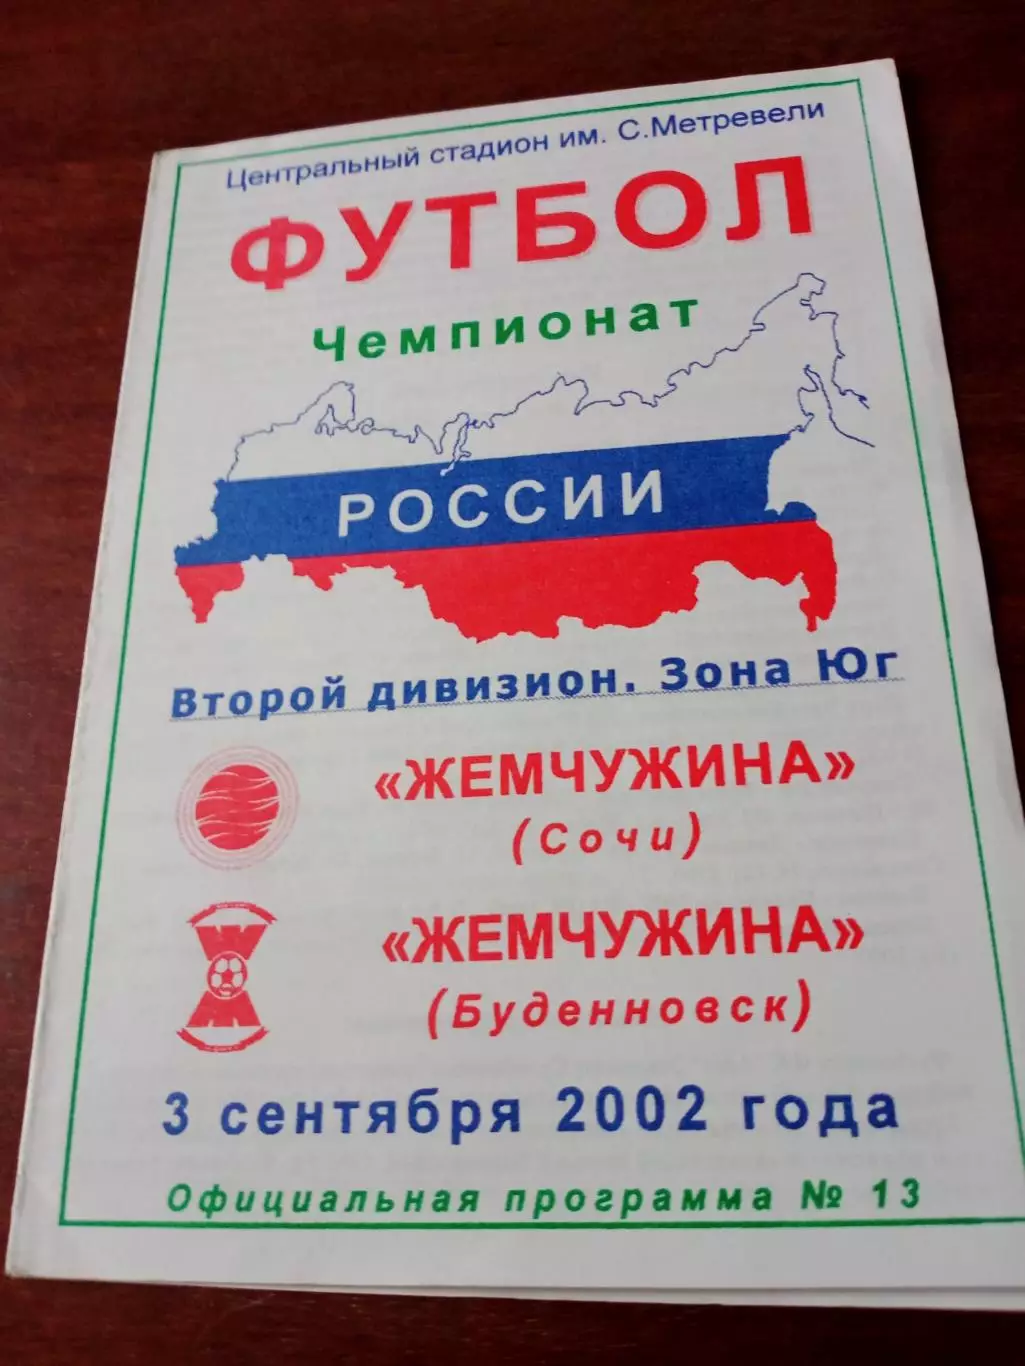 Центральный стадион им. С.Метревели
ФУТБОЛ
Чемпионат
РОССИИ
Второй дивизион. Зона Юг
«ЖЕМЧУЖИНА»
(Сочи)
«ЖЕМЧУЖИНА»
(Буденновск)
3 сентября 2002 года
Официальная программа № 13